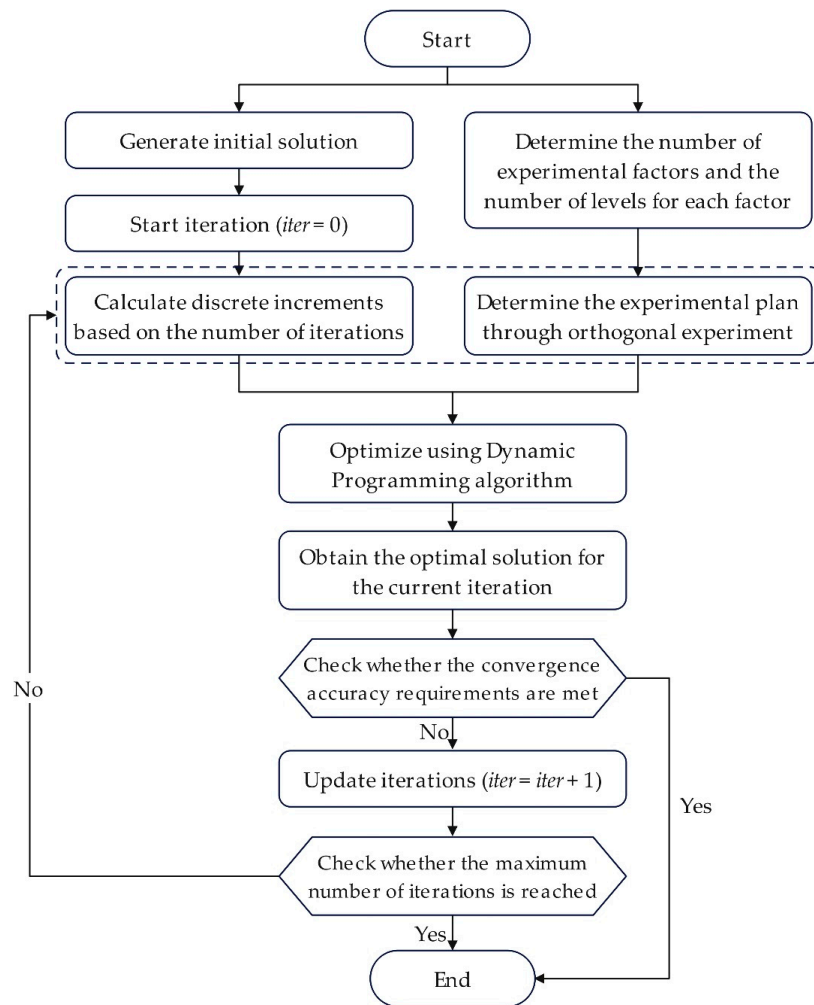 Start
Generate initial solution
Start iteration (iter = 0)
Determine the number of
experimental factors and the
number of levels for each factor
Calculate discrete increments
based on the number of iterations
Determine the experimental plan
through orthogonal experiment
Optimize using Dynamic
Programming algorithm
Obtain the optimal solution for
the current iteration
Check whether the convergence
accuracy requirements are met
No
No
Update iterations (iter = iter + 1)
Yes
Check whether the maximum
number of iterations is reached
Yes
End